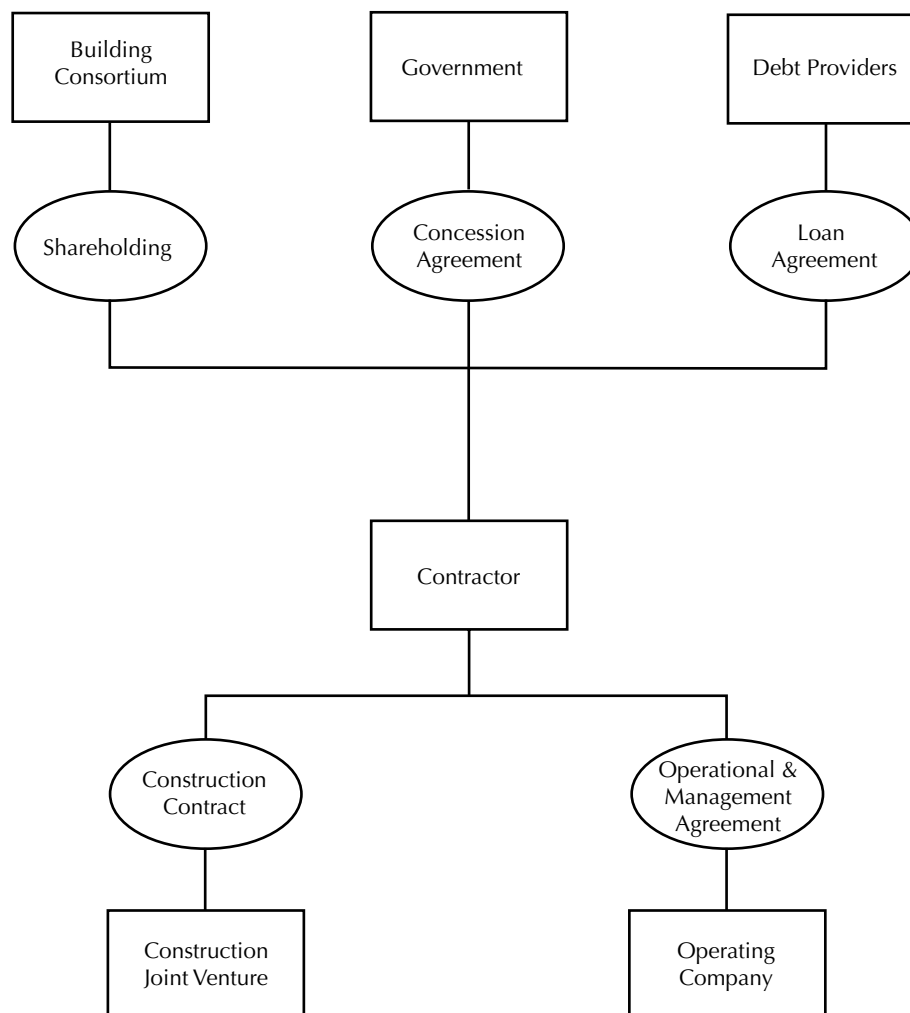 Building
Consortium
Government
Debt Providers
Shareholding
Concession
Agreement
Loan
Agreement
Contractor
Construction
Contract
Operational &
Management
Agreement
Construction
Joint Venture
Operating
Company